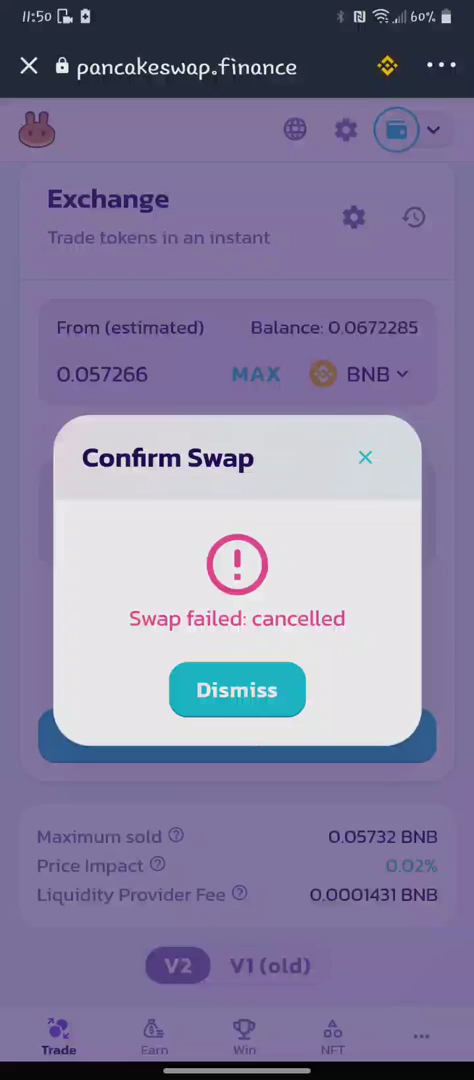 11:50 60%
pancakeswap.finance
Exchange
Trade tokens in an instant
From (estimated) Balance: 0.0672285
0.057266 MAX BNB
Confirm Swap
Swap failed: cancelled
Dismiss
Maximum sold 0.05732 BNB
Price Impact 0.02%
Liquidity Provider Fee 0.0001431 BNB
V2 V1 (old)
Trade Earn Win NFT